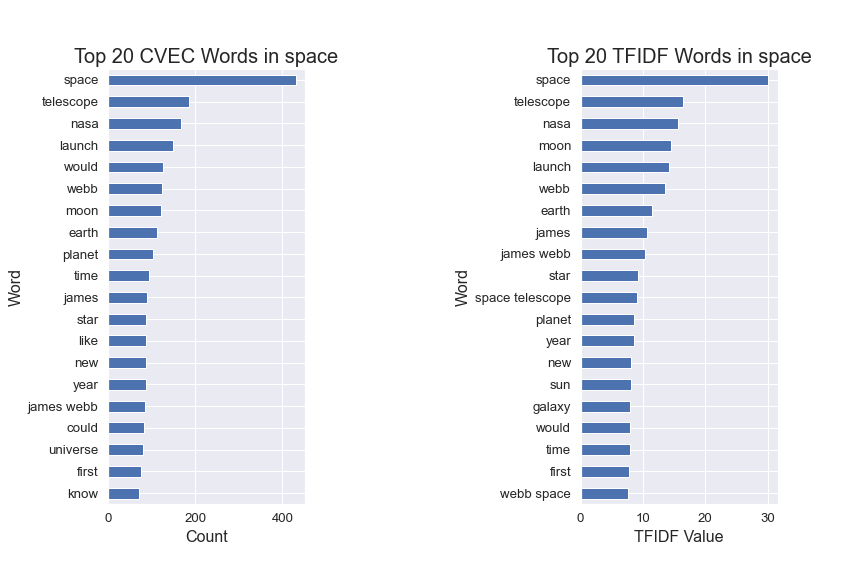 Top 20 CVEC Words in space
Word
space
telescope
nasa
launch
would
webb
moon
earth
planet
time
james
star
like
new
year
james webb
could
universe
first
know
0 200 400
Count
Top 20 TFIDF Words in space
Word
space
telescope
nasa
moon
launch
webb
earth
james
james webb
star
space telescope
planet
year
new
sun
galaxy
would
time
first
webb space
0 10 20 30
TFIDF Value